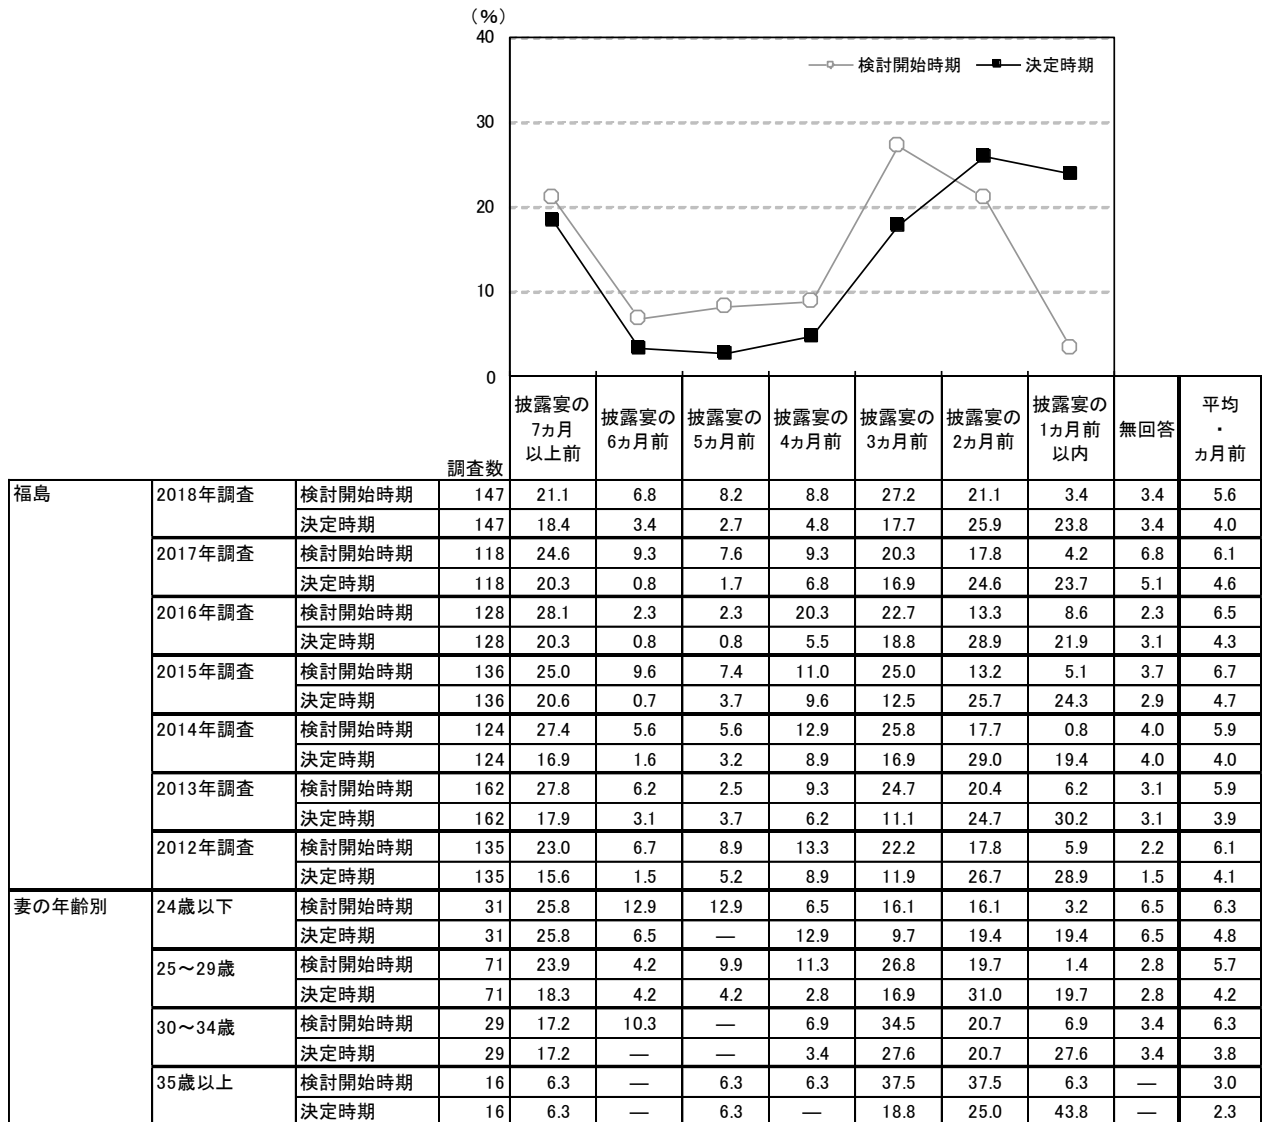 （%）
40
30
20
10
0
検討開始時期 決定時期
調査数 披露宴の7ヵ月以上前 披露宴の6ヵ月前 披露宴の5ヵ月前 披露宴の4ヵ月前 披露宴の3ヵ月前 披露宴の2ヵ月前 披露宴の1ヵ月前以内 無回答 平均・ヵ月前
福島 2018年調査 検討開始時期 147 21.1 6.8 8.2 8.8 27.2 21.1 3.4 3.4 5.6
決定時期 147 18.4 3.4 2.7 4.8 17.7 25.9 23.8 3.4 4.0
2017年調査 検討開始時期 118 24.6 9.3 7.6 9.3 20.3 17.8 4.2 6.8 6.1
決定時期 118 20.3 0.8 1.7 6.8 16.9 24.6 23.7 5.1 4.6
2016年調査 検討開始時期 128 28.1 2.3 2.3 20.3 22.7 13.3 8.6 2.3 6.5
決定時期 128 20.3 0.8 0.8 5.5 18.8 28.9 21.9 3.1 4.3
2015年調査 検討開始時期 136 25.0 9.6 7.4 11.0 25.0 13.2 5.1 3.7 6.7
決定時期 136 20.6 0.7 3.7 9.6 12.5 25.7 24.3 2.9 4.7
2014年調査 検討開始時期 124 27.4 5.6 5.6 12.9 25.8 17.7 0.8 4.0 5.9
決定時期 124 16.9 1.6 3.2 8.9 16.9 29.0 19.4 4.0 4.0
2013年調査 検討開始時期 162 27.8 6.2 2.5 9.3 24.7 20.4 6.2 3.1 5.9
決定時期 162 17.9 3.1 3.7 6.2 11.1 24.7 30.2 3.1 3.9
2012年調査 検討開始時期 135 23.0 6.7 8.9 13.3 22.2 17.8 5.9 2.2 6.1
決定時期 135 15.6 1.5 5.2 8.9 11.9 26.7 28.9 1.5 4.1
妻の年齢別 24歳以下 検討開始時期 31 25.8 12.9 12.9 6.5 16.1 16.1 3.2 6.5 6.3
決定時期 31 25.8 6.5 ― 12.9 9.7 19.4 19.4 6.5 4.8
25～29歳 検討開始時期 71 23.9 4.2 9.9 11.3 26.8 19.7 1.4 2.8 5.7
決定時期 71 18.3 4.2 4.2 2.8 16.9 31.0 19.7 2.8 4.2
30～34歳 検討開始時期 29 17.2 10.3 ― 6.9 34.5 20.7 6.9 3.4 6.3
決定時期 29 17.2 ― ― 3.4 27.6 20.7 27.6 3.4 3.8
35歳以上 検討開始時期 16 6.3 ― 6.3 6.3 37.5 37.5 6.3 ― 3.0
決定時期 16 6.3 ― 6.3 ― 18.8 25.0 43.8 ― 2.3